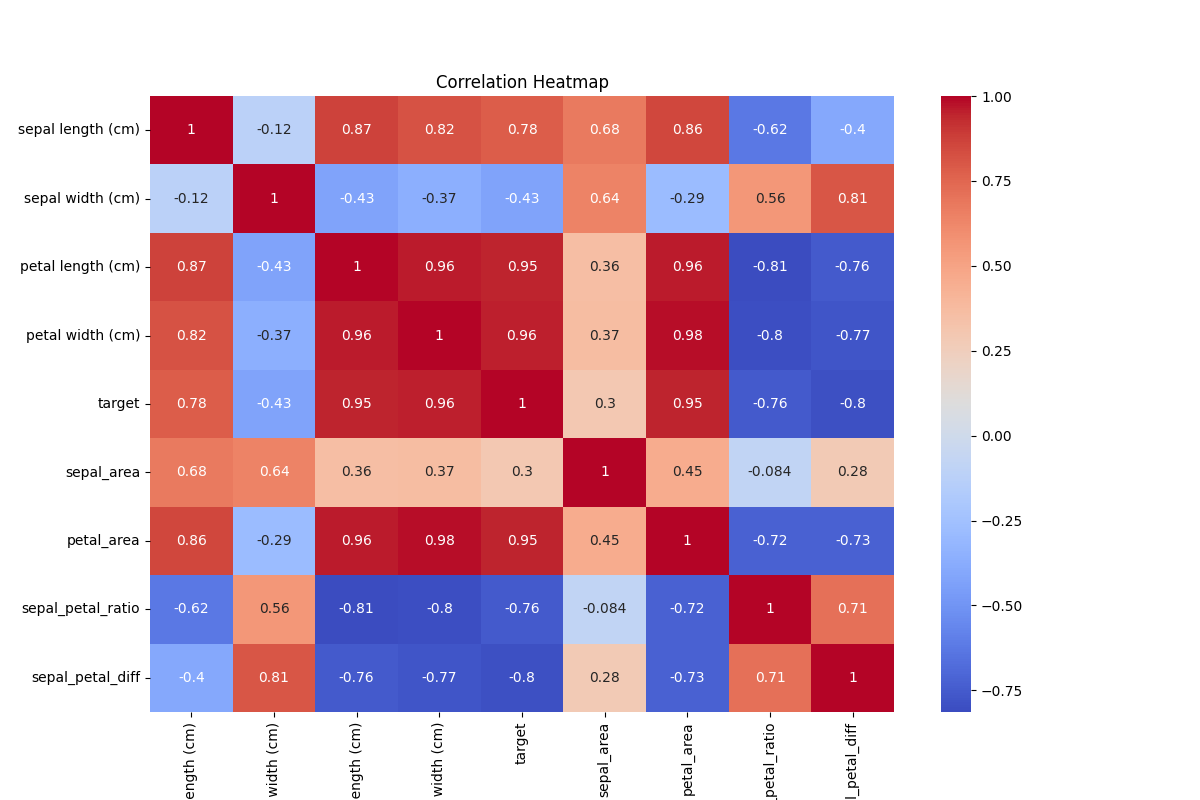 Correlation Heatmap
sepal length (cm) 1 -0.12 0.87 0.82 0.78 0.68 0.86 -0.62 -0.4
sepal width (cm) -0.12 1 -0.43 -0.37 -0.43 0.64 -0.29 0.56 0.81
petal length (cm) 0.87 -0.43 1 0.96 0.95 0.36 0.96 -0.81 -0.76
petal width (cm) 0.82 -0.37 0.96 1 0.96 0.37 0.98 -0.8 -0.77
target 0.78 -0.43 0.95 0.96 1 0.3 0.95 -0.76 -0.8
sepal_area 0.68 0.64 0.36 0.37 0.3 1 0.45 -0.084 0.28
petal_area 0.86 -0.29 0.96 0.98 0.95 0.45 1 -0.72 -0.73
sepal_petal_ratio -0.62 0.56 -0.81 -0.8 -0.76 -0.084 -0.72 1 0.71
sepal_petal_diff -0.4 0.81 -0.76 -0.77 -0.8 0.28 -0.73 0.71 1
ength (cm)
width (cm)
ength (cm)
width (cm)
target
sepal_area
petal_area
_petal_ratio
l_petal_diff
1.00
0.75
0.50
0.25
0.00
−0.25
−0.50
−0.75